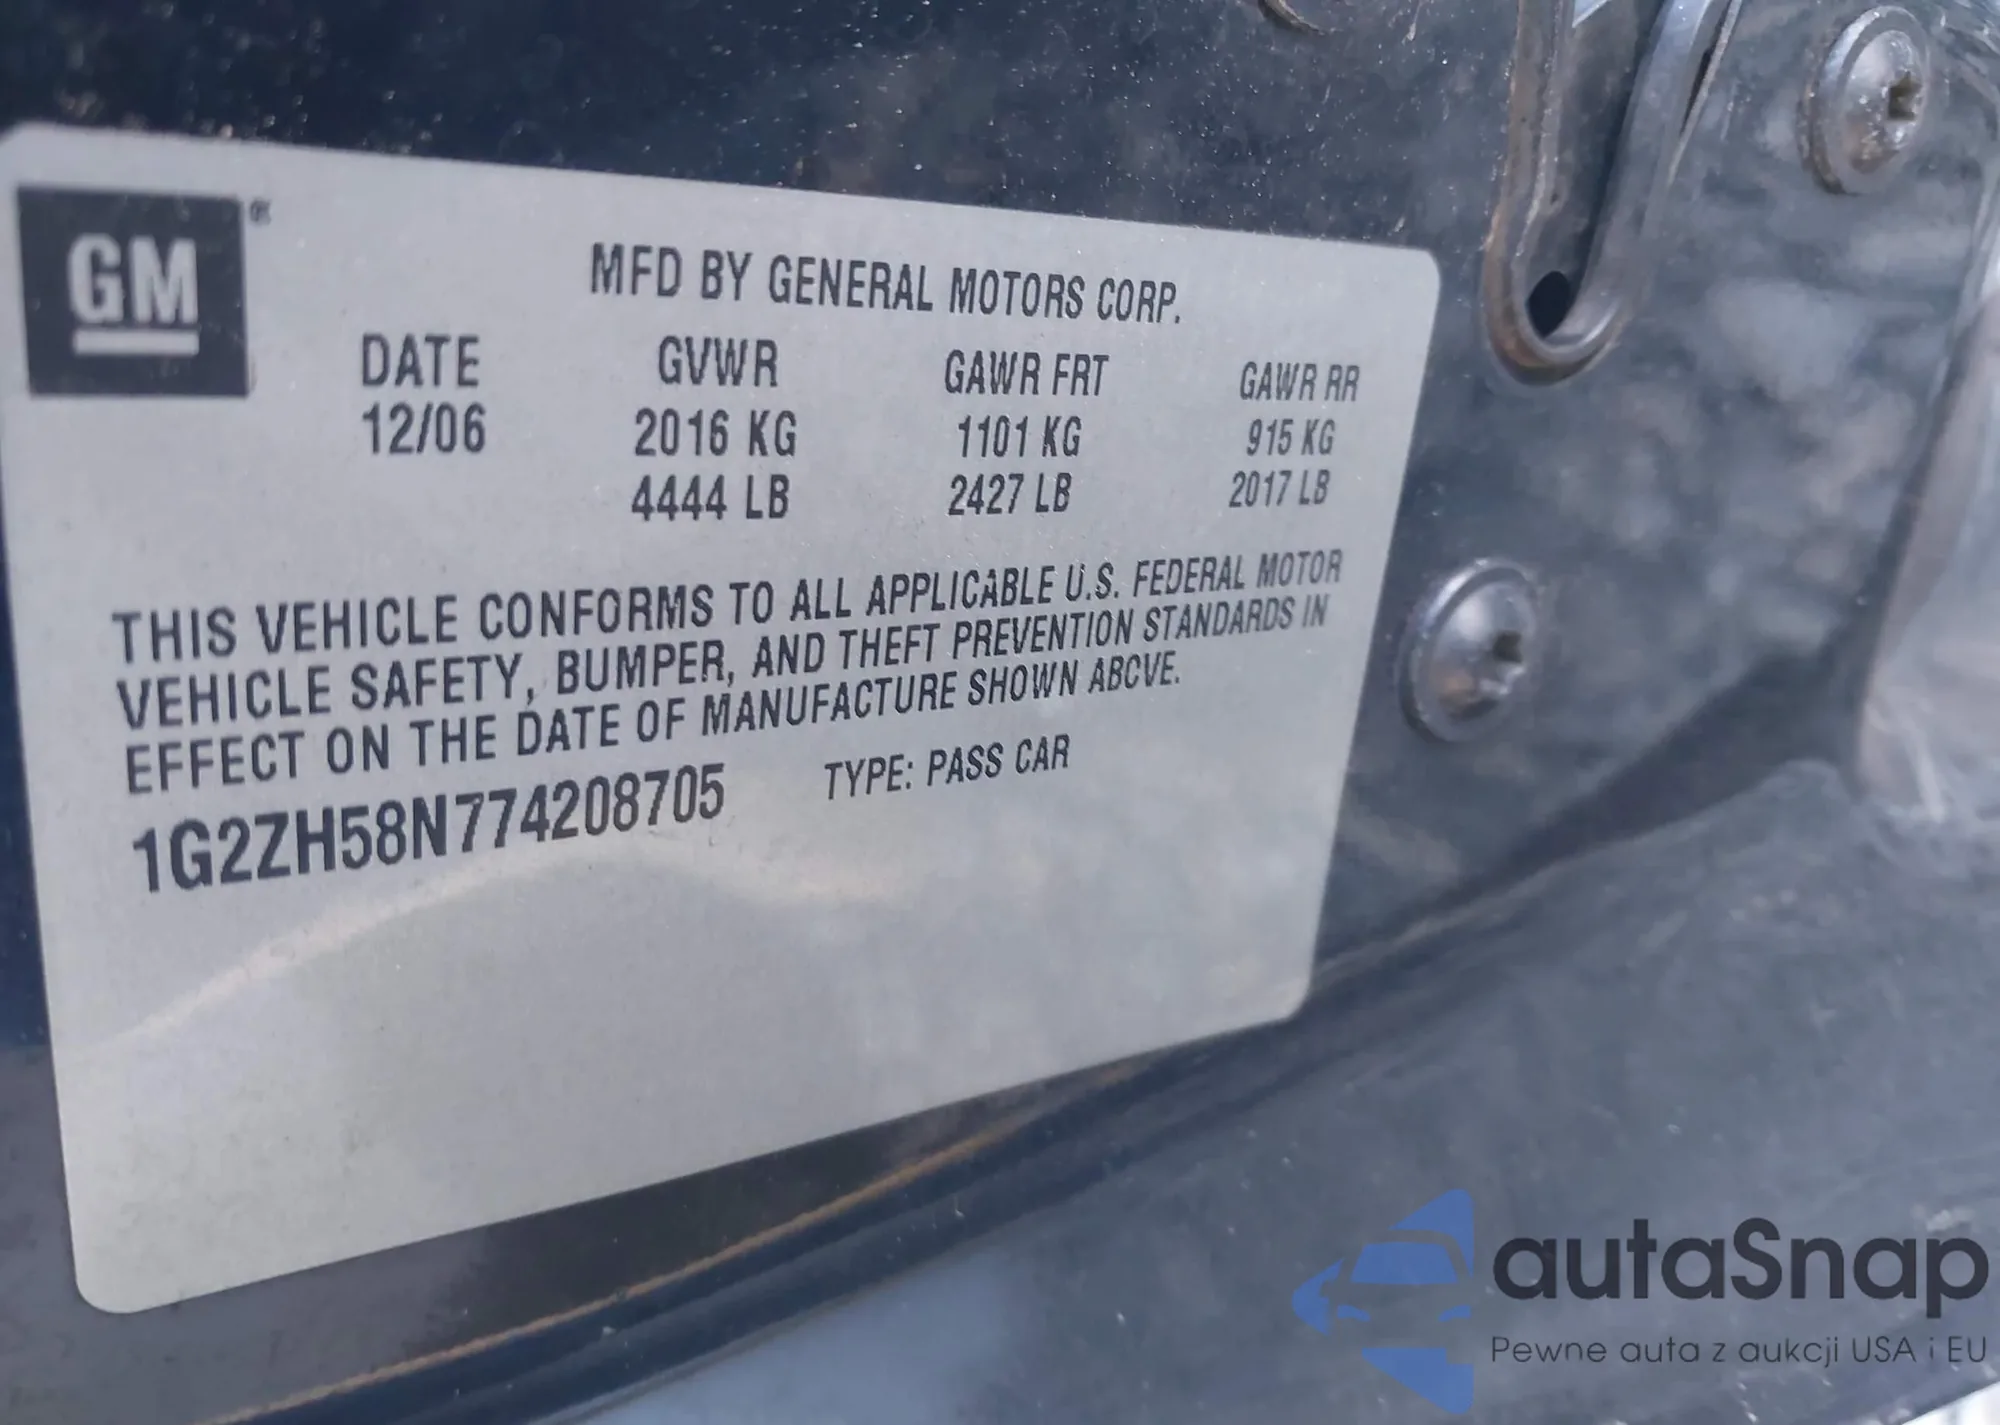 GM
MFD BY GENERAL MOTORS CORP.
DATE GVWR GAWR FRT GAWR RR
12/06 2016 KG 1101 KG 915 KG
4444 LB 2427 LB 2017 LB
THIS VEHICLE CONFORMS TO ALL APPLICABLE U.S. FEDERAL MOTOR
VEHICLE SAFETY, BUMPER, AND THEFT PREVENTION STANDARDS IN
EFFECT ON THE DATE OF MANUFACTURE SHOWN ABOVE.
1G2ZH58N774208705 TYPE: PASS CAR
autaSnap
Pewne auta z aukcji USA i EU